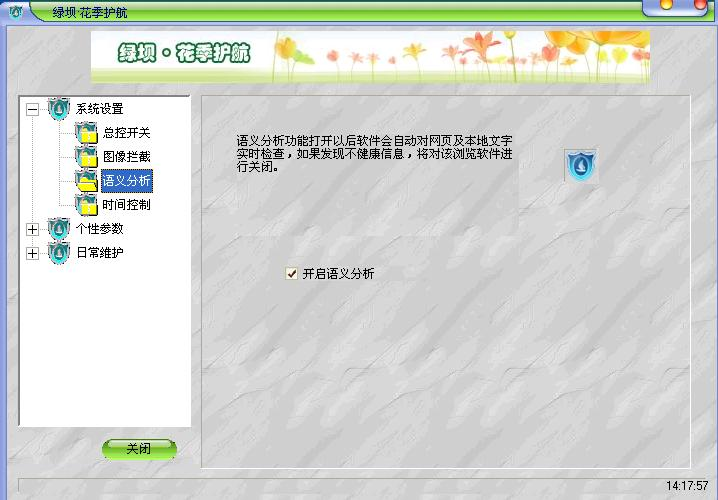 绿坝·花季护航
绿坝·花季护航
系统设置
总控开关
图像拦截
语义分析
时间控制
个性参数
日常维护
语义分析功能打开以后软件会自动对网页及本地文字
实时检查，如果发现不健康信息，将对该浏览软件进
行关闭。
开启语义分析
关闭
14:17:57